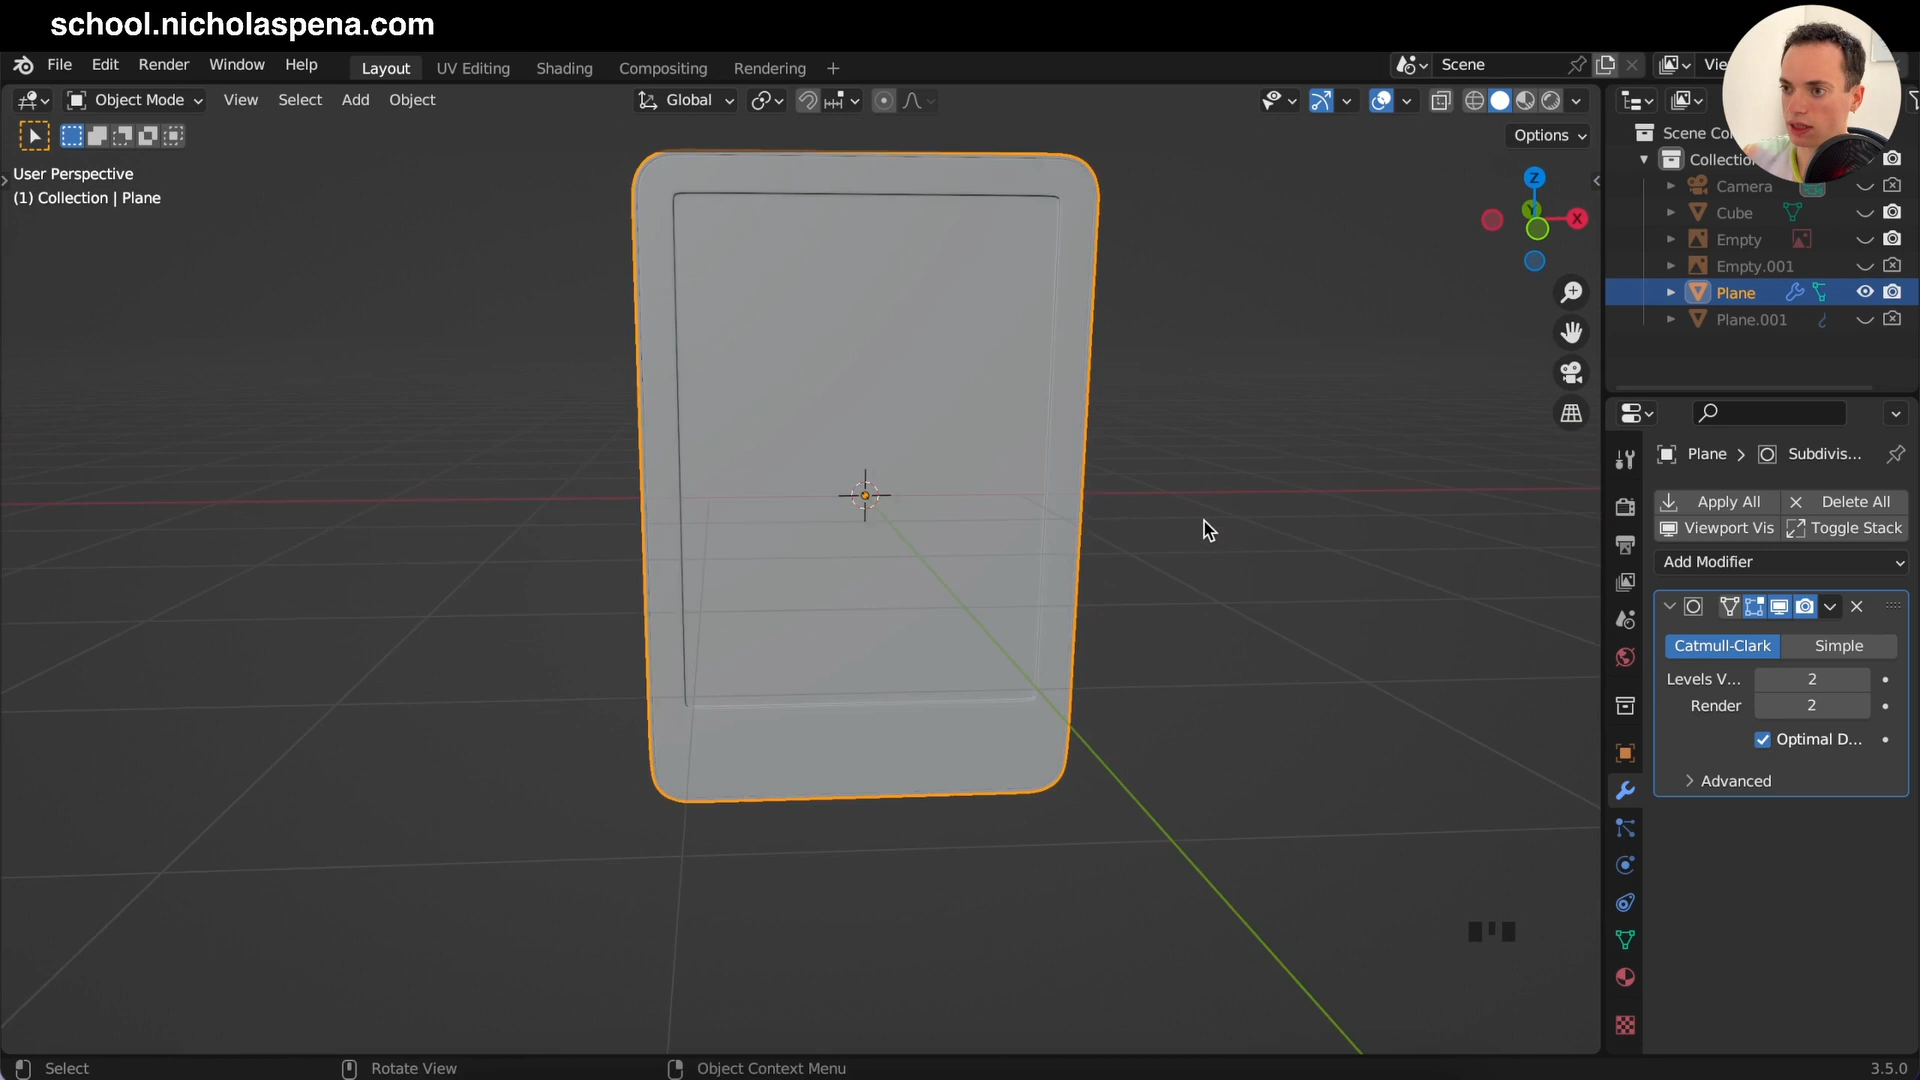 school.nicholaspena.com
File Edit Render Window Help Layout UV Editing Shading Compositing Rendering + Scene
Object Mode View Select Add Object Global
Options
User Perspective
(1) Collection | Plane
Z
Y
X
Camera
Cube
Empty
Empty.001
Plane
Plane.001
Plane > Subdivis...
Apply All Delete All
Viewport Vis Toggle Stack
Add Modifier
Catmull-Clark Simple
Levels V... 2
Render 2
Optimal D...
Advanced
Select Rotate View Object Context Menu 3.5.0